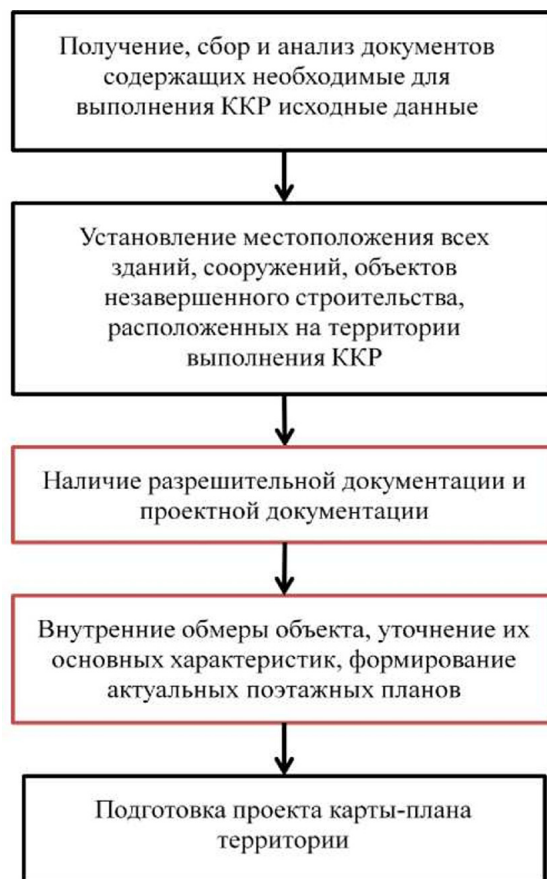 Получение, сбор и анализ документов
содержащих необходимые для
выполнения ККР исходные данные
Установление местоположения всех
зданий, сооружений, объектов
незавершенного строительства,
расположенных на территории
выполнения ККР
Наличие разрешительной документации и
проектной документации
Внутренние обмеры объекта, уточнение их
основных характеристик, формирование
актуальных поэтажных планов
Подготовка проекта карты-плана
территории